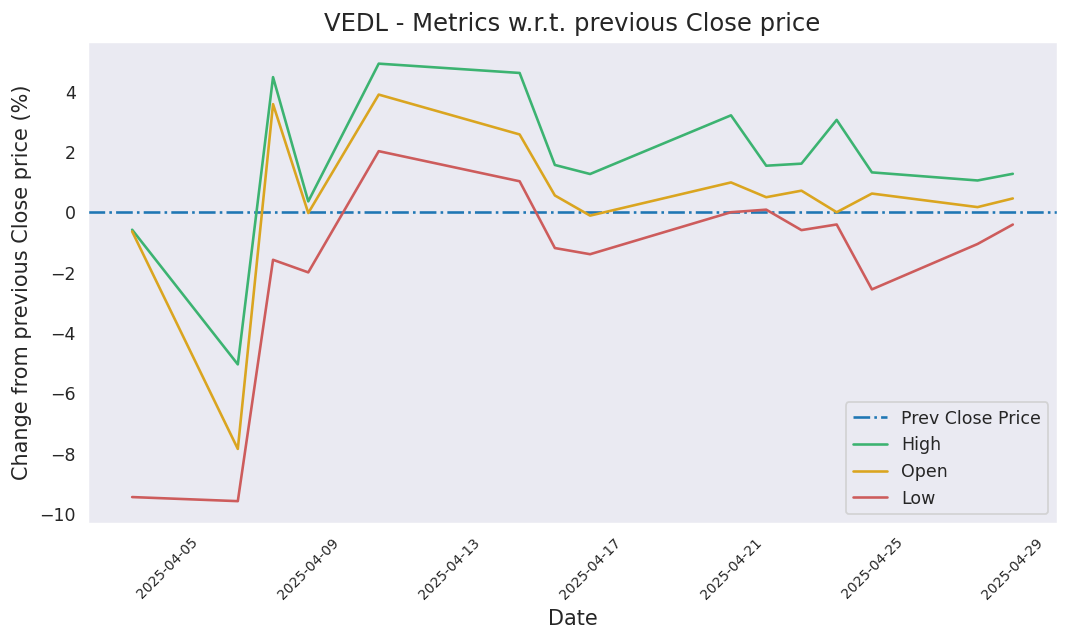 VEDL - Metrics w.r.t. previous Close price
Change from previous Close price (%)
4
2
0
−2
−4
−6
−8
−10
Prev Close Price
High
Open
Low
2025-04-05
2025-04-09
2025-04-13
2025-04-17
2025-04-21
2025-04-25
2025-04-29
Date